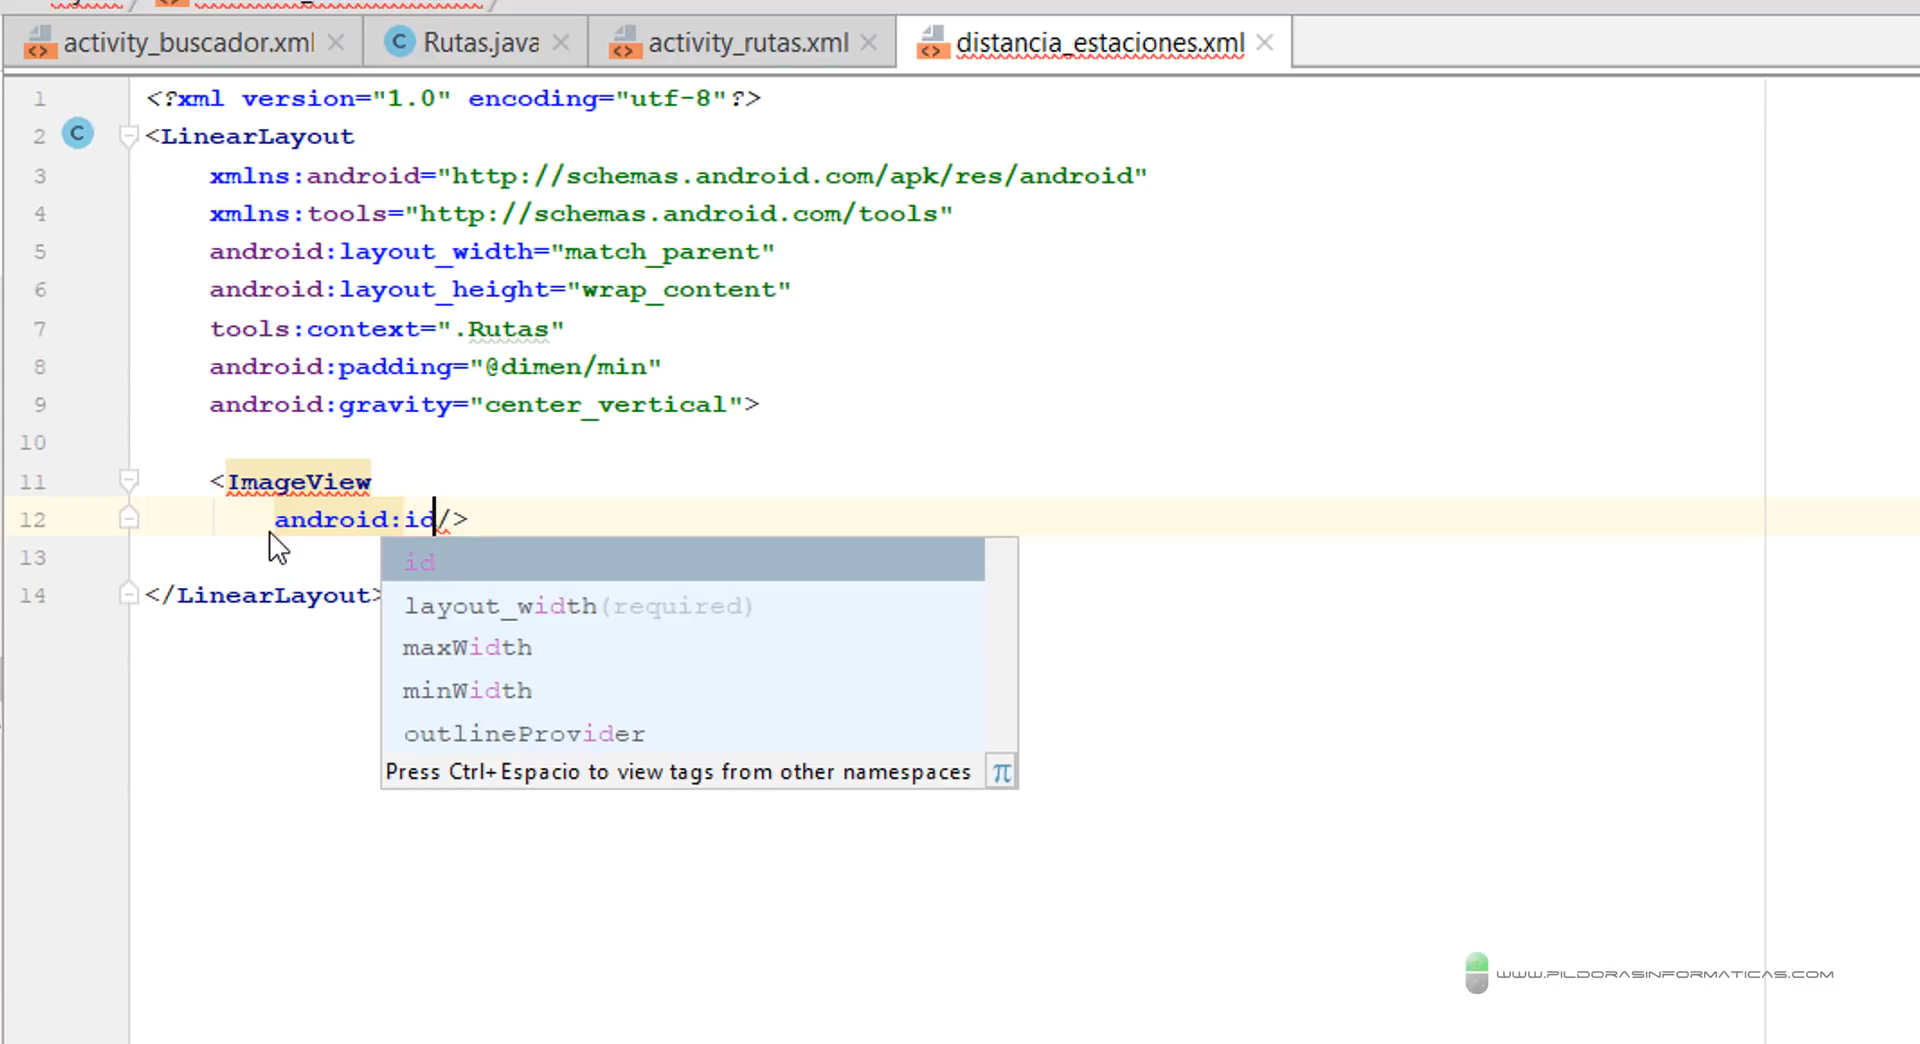 activity_buscador.xml Rutas.java activity_rutas.xml distancia_estaciones.xml
1 <?xml version="1.0" encoding="utf-8"?>
2 C <LinearLayout
3 xmlns:android="http://schemas.android.com/apk/res/android"
4 xmlns:tools="http://schemas.android.com/tools"
5 android:layout_width="match_parent"
6 android:layout_height="wrap_content"
7 tools:context=".Rutas"
8 android:padding="@dimen/min"
9 android:gravity="center_vertical">
10
11 <ImageView
12 android:id/>
13
14 </LinearLayout>
id
layout_width(required)
maxWidth
minWidth
outlineProvider
Press Ctrl+Espacio to view tags from other namespaces π
WWW.PILDORASINFORMATICAS.COM